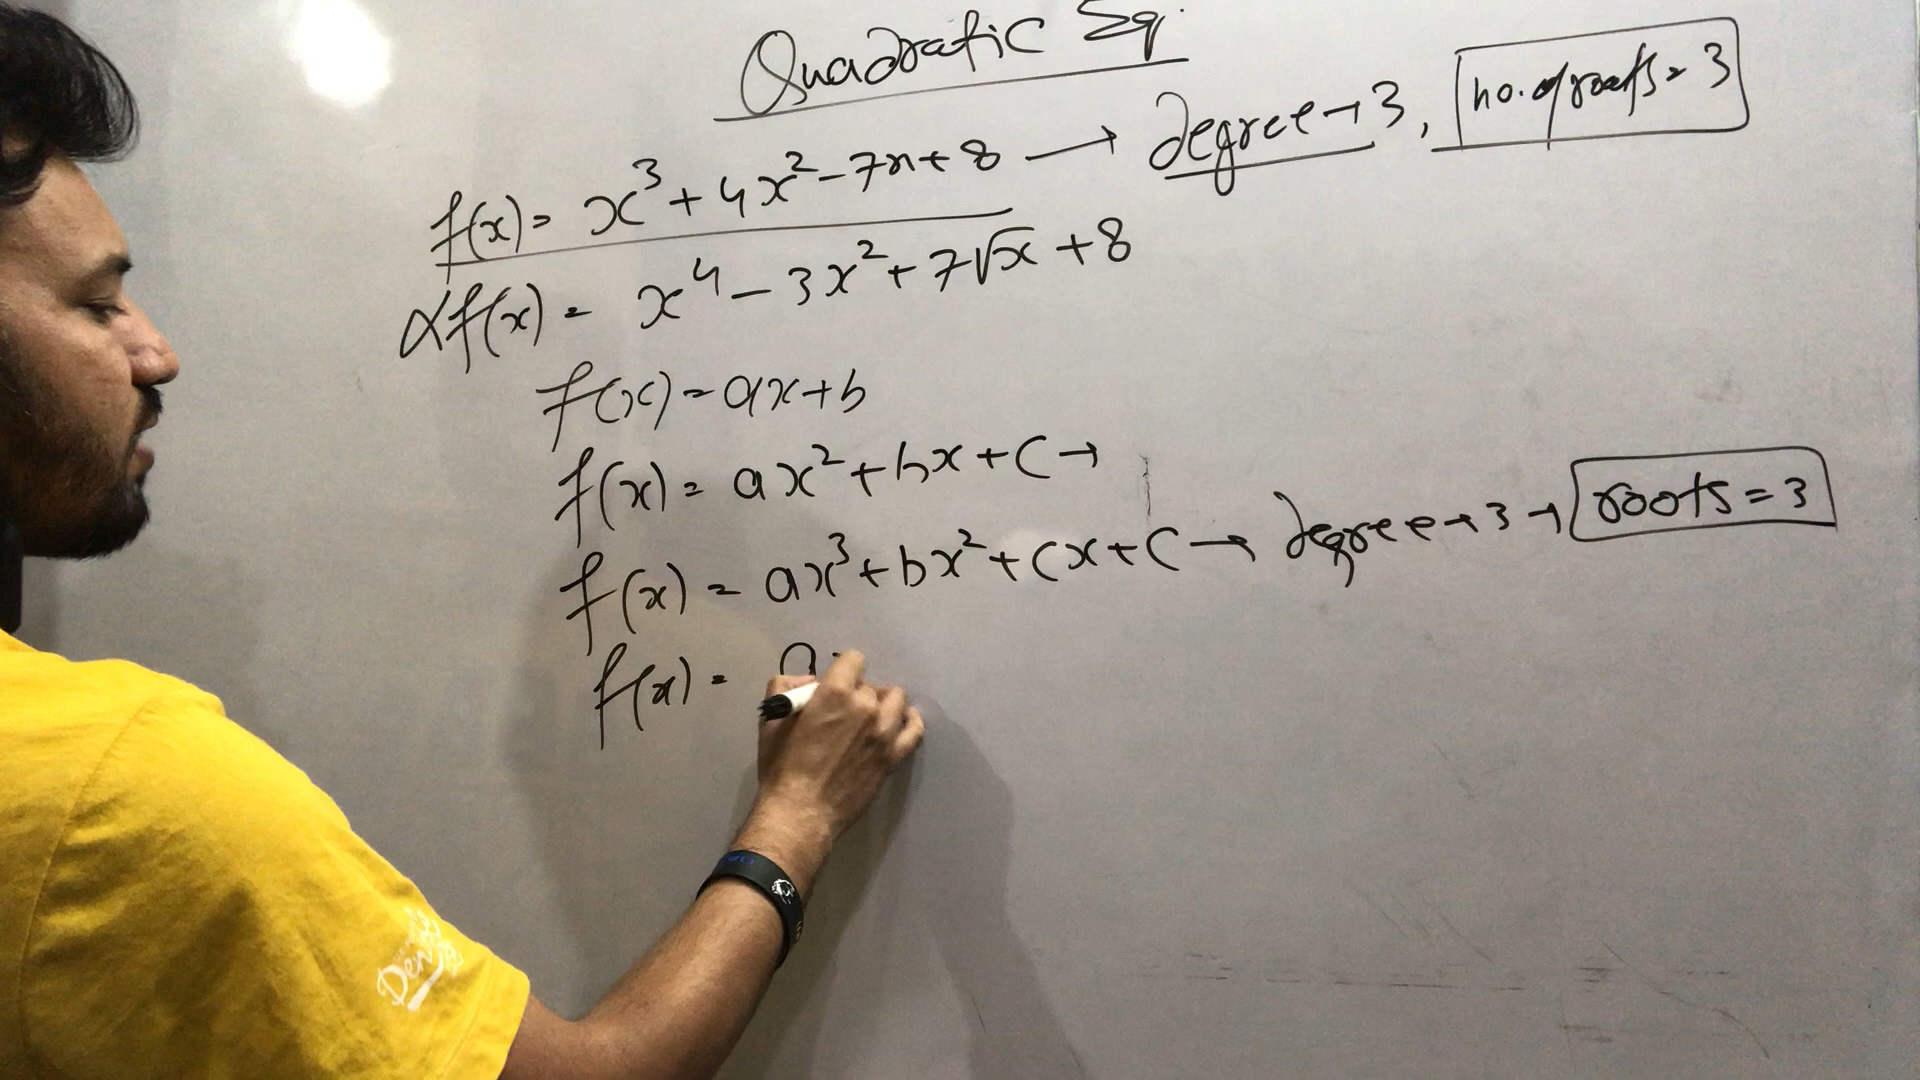 Quadratic Eq.
f(x) = x³ + 4x² - 7x + 8 → degree → 3, no. of roots = 3
f(x) = x⁴ - 3x² + 7√x + 8
f(x) = ax + b
f(x) = ax² + bx + c →
f(x) = ax³ + bx² + cx + c → degree → 3 → roots = 3
f(x) = a